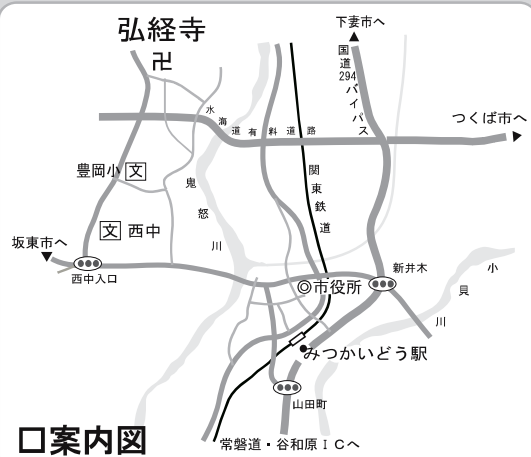 弘経寺
卍
下妻市へ
国道294バイパス
つくば市へ
水海道有料道路
豊岡小 文
鬼怒川
関東鉄道
文 西中
坂東市へ
西中入口
新井木
小貝川
◎市役所
みつかいどう駅
山田町
口案内図
常磐道・谷和原ICへ